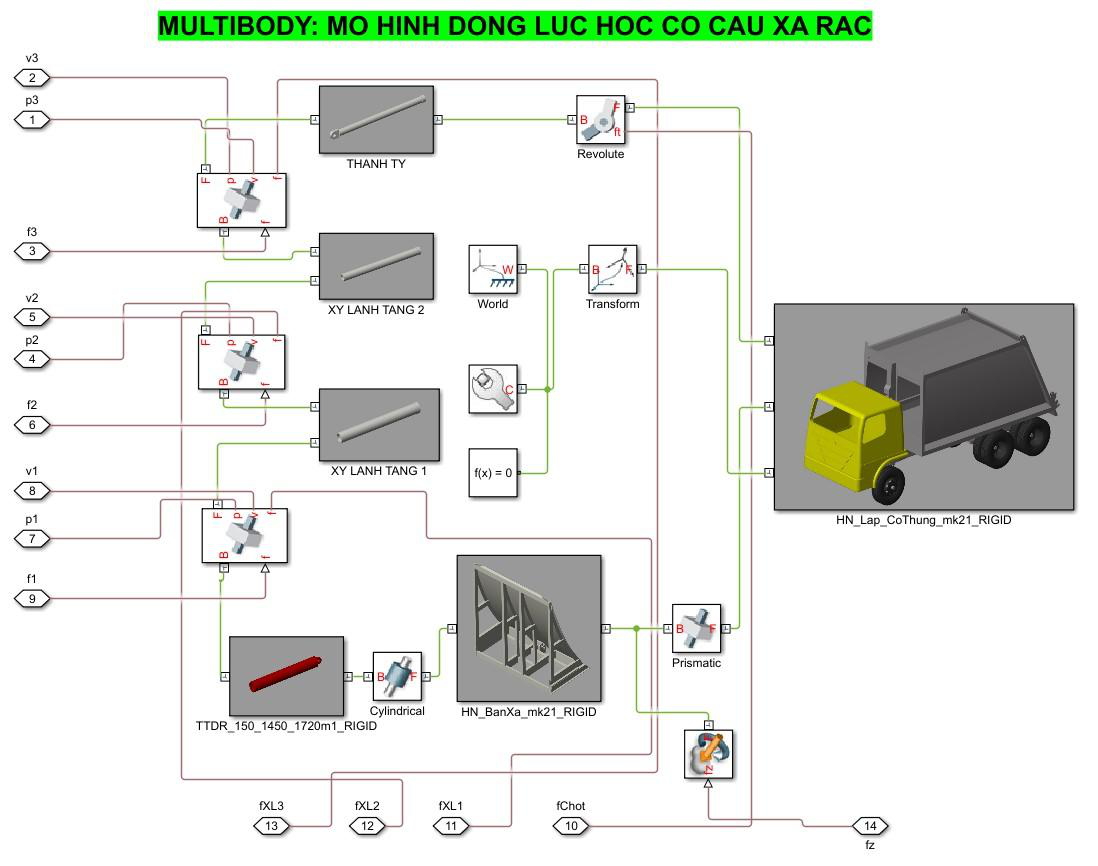 MULTIBODY: MO HINH DONG LUC HOC CO CAU XA RAC
v3
2
p3
1
THANH TY
B
F
ft
Revolute
F
p
v
f
B
f
f3
3
XY LANH TANG 2
W
World
B
F
Transform
v2
5
p2
4
F
p
v
f
B
f
f2
6
C
XY LANH TANG 1
f(x) = 0
v1
8
p1
7
F
p
v
f
B
f
f1
9
HN_Lap_CoThung_mk21_RIGID
TTDR_150_1450_1720m1_RIGID
B
F
Cylindrical
HN_BanXa_mk21_RIGID
B
F
Prismatic
fz
fXL3
13
fXL2
12
fXL1
11
fChot
10
14
fz